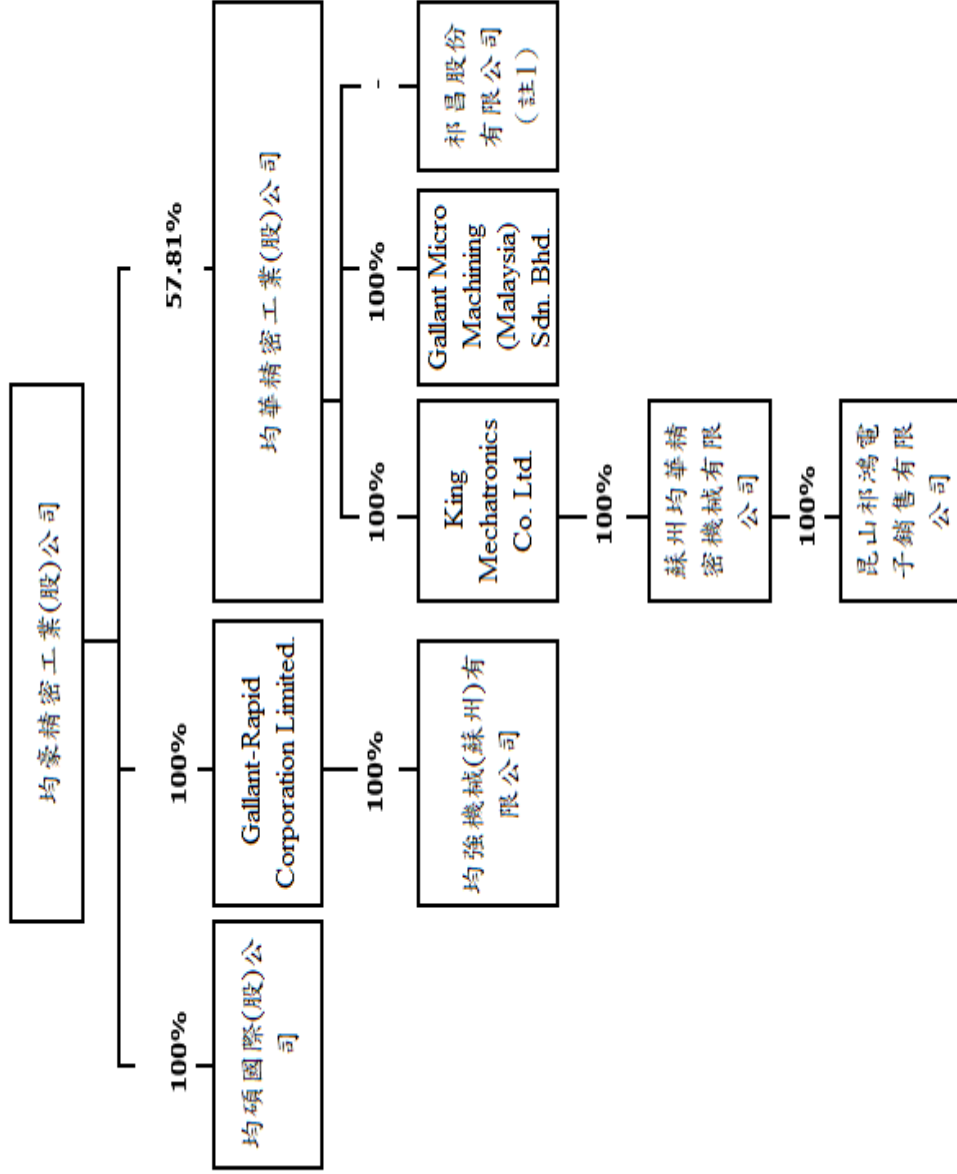 均豪精密工業(股)公司
100%
100%
57.81%
均碩國際(股)公
司
Gallant-Rapid
Corporation Limited.
均華精密工業(股)公司
100%
100%
100%
-
均強機械(蘇州)有
限公司
King
Mechatronics
Co. Ltd.
Gallant Micro
Machining
(Malaysia)
Sdn. Bhd.
祁昌股份
有限公司
(註1)
100%
蘇州均華精
密機械有限
公司
100%
昆山祁鴻電
子銷售有限
公司